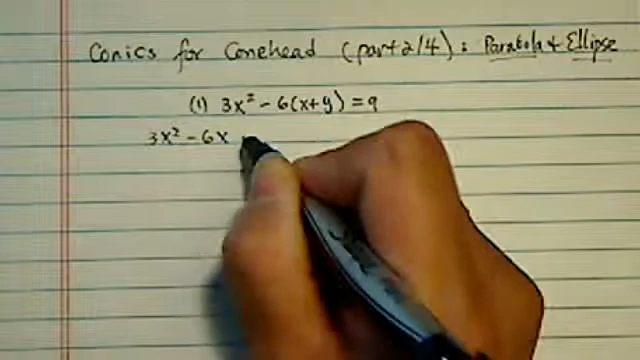 Conics for Conehead (part 2/4): Parabola & Ellipse
(1) 3x² - 6(x+y) = 9
3x² - 6x